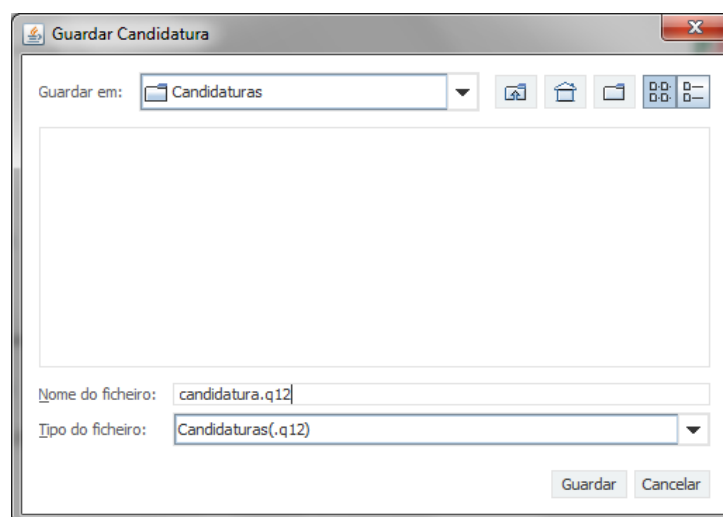 Guardar Candidatura
Guardar em: Candidaturas
Nome do ficheiro: candidatura.q12
Tipo do ficheiro: Candidaturas(.q12)
Guardar Cancelar